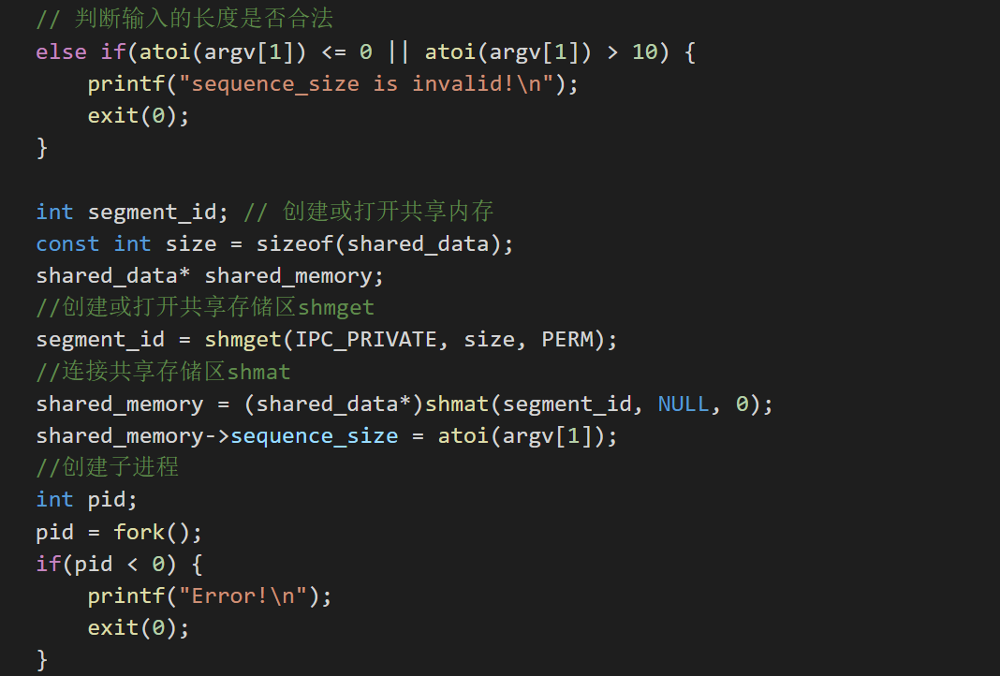 // 判断输入的长度是否合法
else if(atoi(argv[1]) <= 0 || atoi(argv[1]) > 10) {
    printf("sequence_size is invalid!\n");
    exit(0);
}

int segment_id; // 创建或打开共享内存
const int size = sizeof(shared_data);
shared_data* shared_memory;
//创建或打开共享存储区shmget
segment_id = shmget(IPC_PRIVATE, size, PERM);
//连接共享存储区shmat
shared_memory = (shared_data*)shmat(segment_id, NULL, 0);
shared_memory->sequence_size = atoi(argv[1]);
//创建子进程
int pid;
pid = fork();
if(pid < 0) {
    printf("Error!\n");
    exit(0);
}